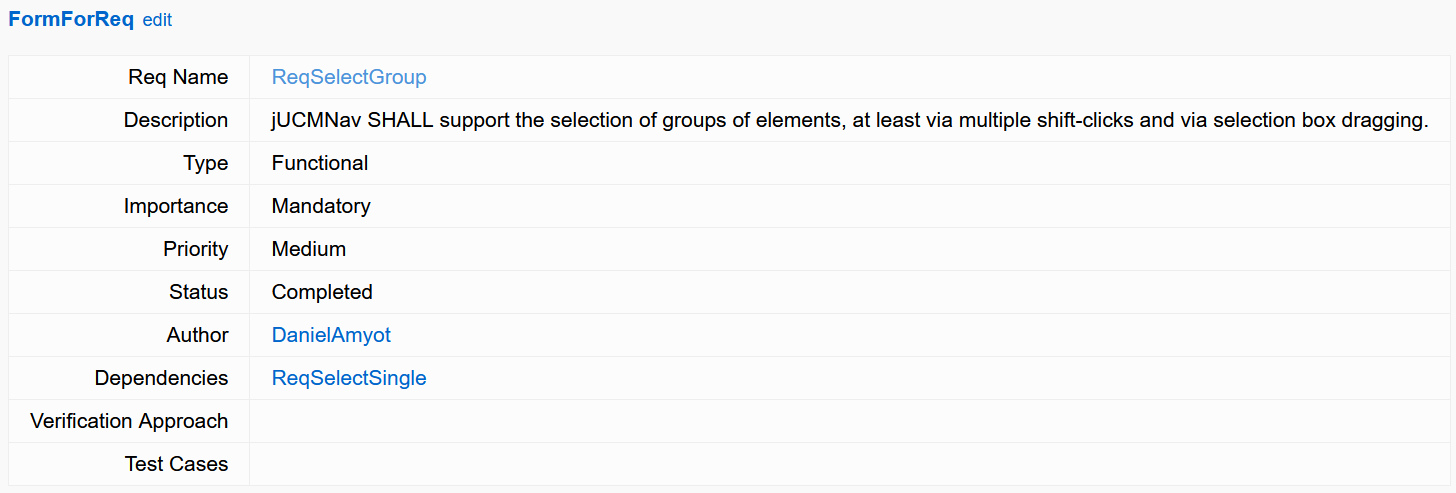 FormForReq edit
Req Name ReqSelectGroup
Description jUCMNav SHALL support the selection of groups of elements, at least via multiple shift-clicks and via selection box dragging.
Type Functional
Importance Mandatory
Priority Medium
Status Completed
Author DanielAmyot
Dependencies ReqSelectSingle
Verification Approach
Test Cases